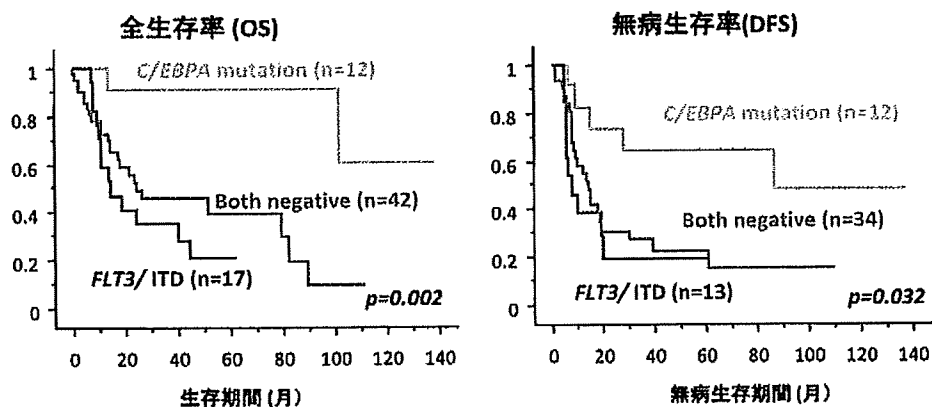 全生存率 (OS)
C/EBPA mutation (n=12)
1
0.8
0.6
0.4
0.2
0
Both negative (n=42)
FLT3/ ITD (n=17)
p=0.002
0 20 40 60 80 100 120 140
生存期間 (月)
無病生存率(DFS)
1
0.8
0.6
0.4
0.2
0
C/EBPA mutation (n=12)
Both negative (n=34)
FLT3/ ITD (n=13)
p=0.032
0 20 40 60 80 100 120 140
無病生存期間 (月)